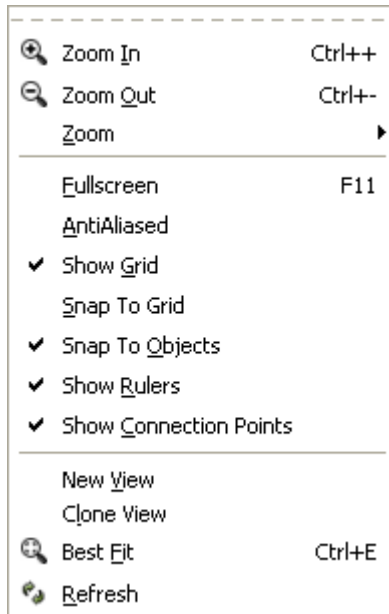 Zoom In Ctrl++
Zoom Out Ctrl+-
Zoom
Fullscreen F11
AntiAliased
Show Grid
Snap To Grid
Snap To Objects
Show Rulers
Show Connection Points
New View
Clone View
Best Fit Ctrl+E
Refresh